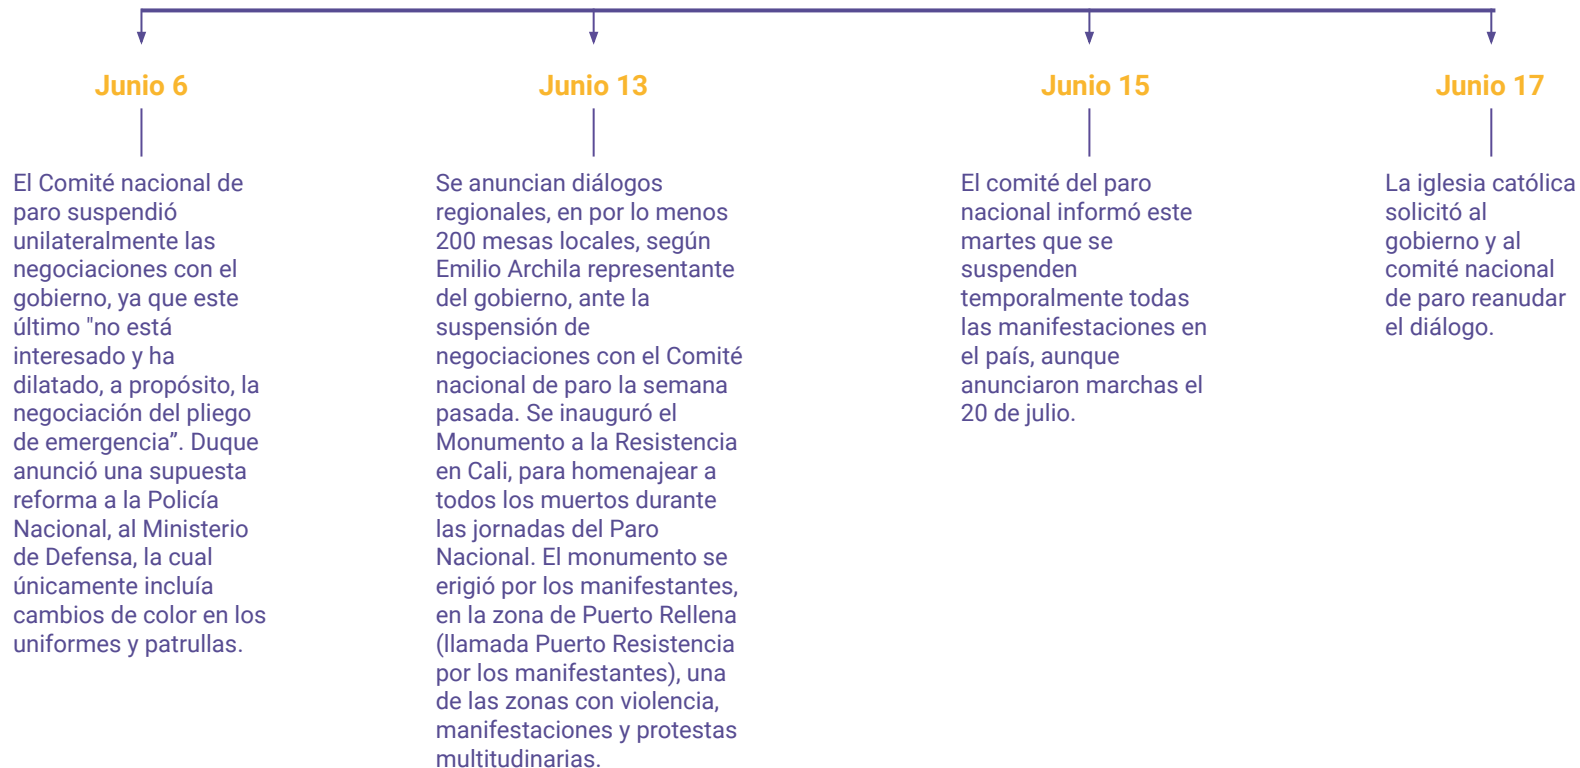 Junio 6
El Comité nacional de
paro suspendió
unilateralmente las
negociaciones con el
gobierno, ya que este
último "no está
interesado y ha
dilatado, a propósito, la
negociación del pliego
de emergencia”. Duque
anunció una supuesta
reforma a la Policía
Nacional, al Ministerio
de Defensa, la cual
únicamente incluía
cambios de color en los
uniformes y patrullas.
Junio 13
Se anuncian diálogos
regionales, en por lo menos
200 mesas locales, según
Emilio Archila representante
del gobierno, ante la
suspensión de
negociaciones con el Comité
nacional de paro la semana
pasada. Se inauguró el
Monumento a la Resistencia
en Cali, para homenajear a
todos los muertos durante
las jornadas del Paro
Nacional. El monumento se
erigió por los manifestantes,
en la zona de Puerto Rellena
(llamada Puerto Resistencia
por los manifestantes), una
de las zonas con violencia,
manifestaciones y protestas
multitudinarias.
Junio 15
El comité del paro
nacional informó este
martes que se
suspenden
temporalmente todas
las manifestaciones en
el país, aunque
anunciaron marchas el
20 de julio.
Junio 17
La iglesia católica
solicitó al
gobierno y al
comité nacional
de paro reanudar
el diálogo.